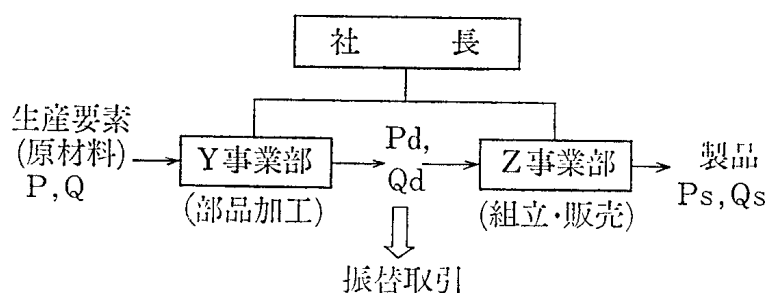 社 長
生産要素
(原材料)
P,Q
Y事業部
(部品加工)
Pd,
Qd
振替取引
Z事業部
(組立・販売)
製品
Ps,Qs